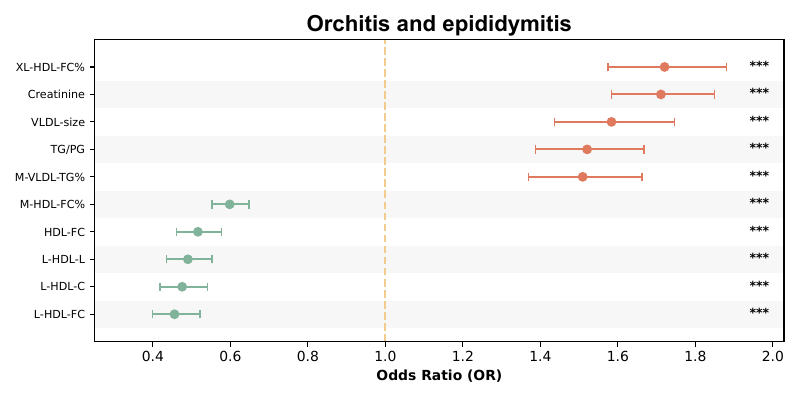 Orchitis and epididymitis
XL-HDL-FC% ***
Creatinine ***
VLDL-size ***
TG/PG ***
M-VLDL-TG% ***
M-HDL-FC% ***
HDL-FC ***
L-HDL-L ***
L-HDL-C ***
L-HDL-FC ***
0.4 0.6 0.8 1.0 1.2 1.4 1.6 1.8 2.0
Odds Ratio (OR)